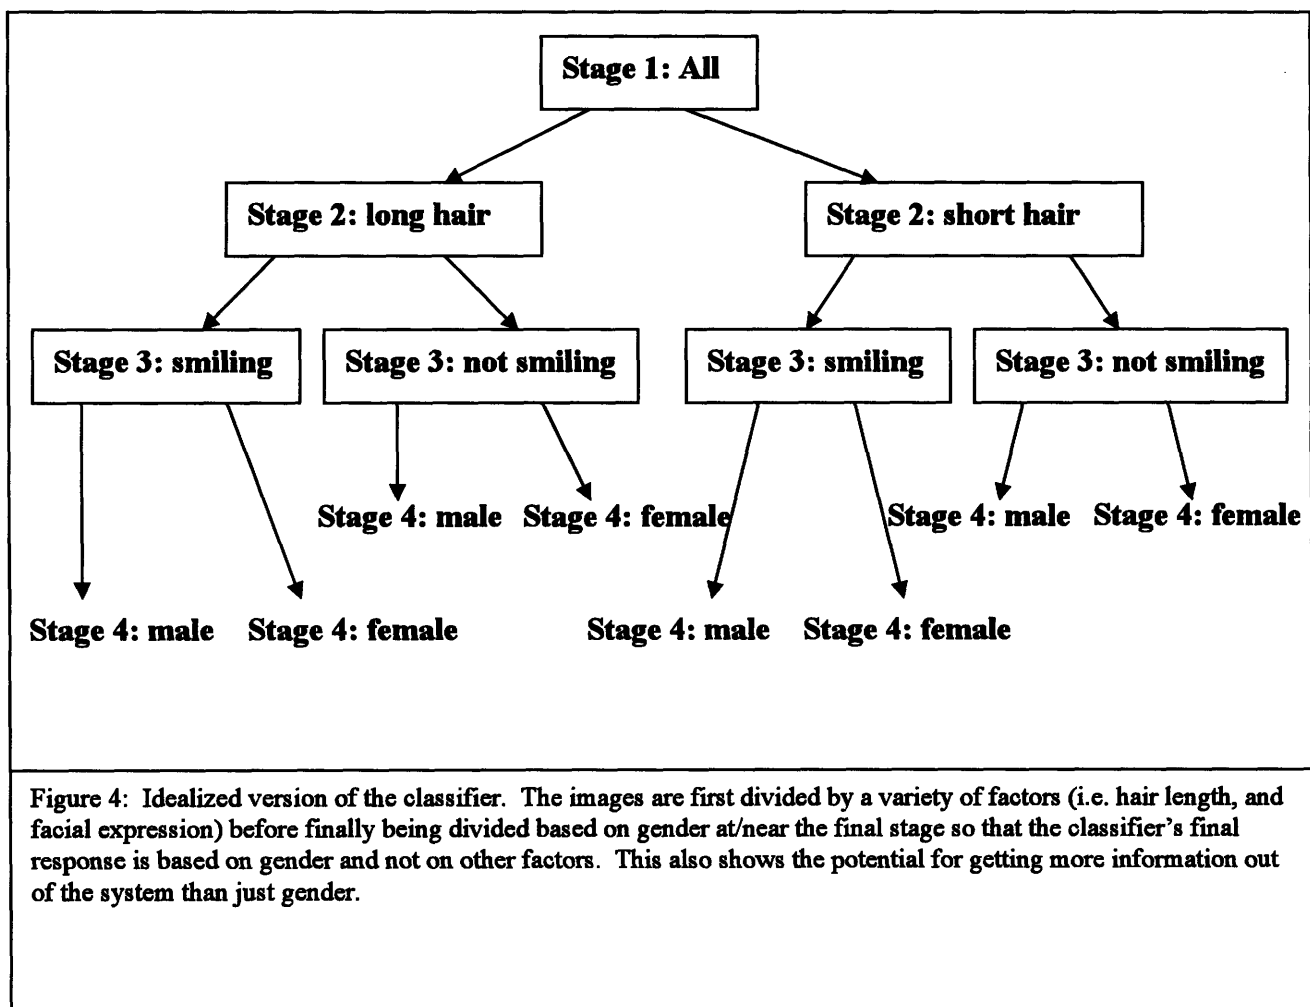 Stage 1: All
Stage 2: long hair
Stage 2: short hair
Stage 3: smiling
Stage 3: not smiling
Stage 3: smiling
Stage 3: not smiling
Stage 4: male
Stage 4: female
Stage 4: male
Stage 4: female
Stage 4: male
Stage 4: female
Stage 4: male
Stage 4: female
Figure 4: Idealized version of the classifier. The images are first divided by a variety of factors (i.e. hair length, and
facial expression) before finally being divided based on gender at/near the final stage so that the classifier's final
response is based on gender and not on other factors. This also shows the potential for getting more information out
of the system than just gender.